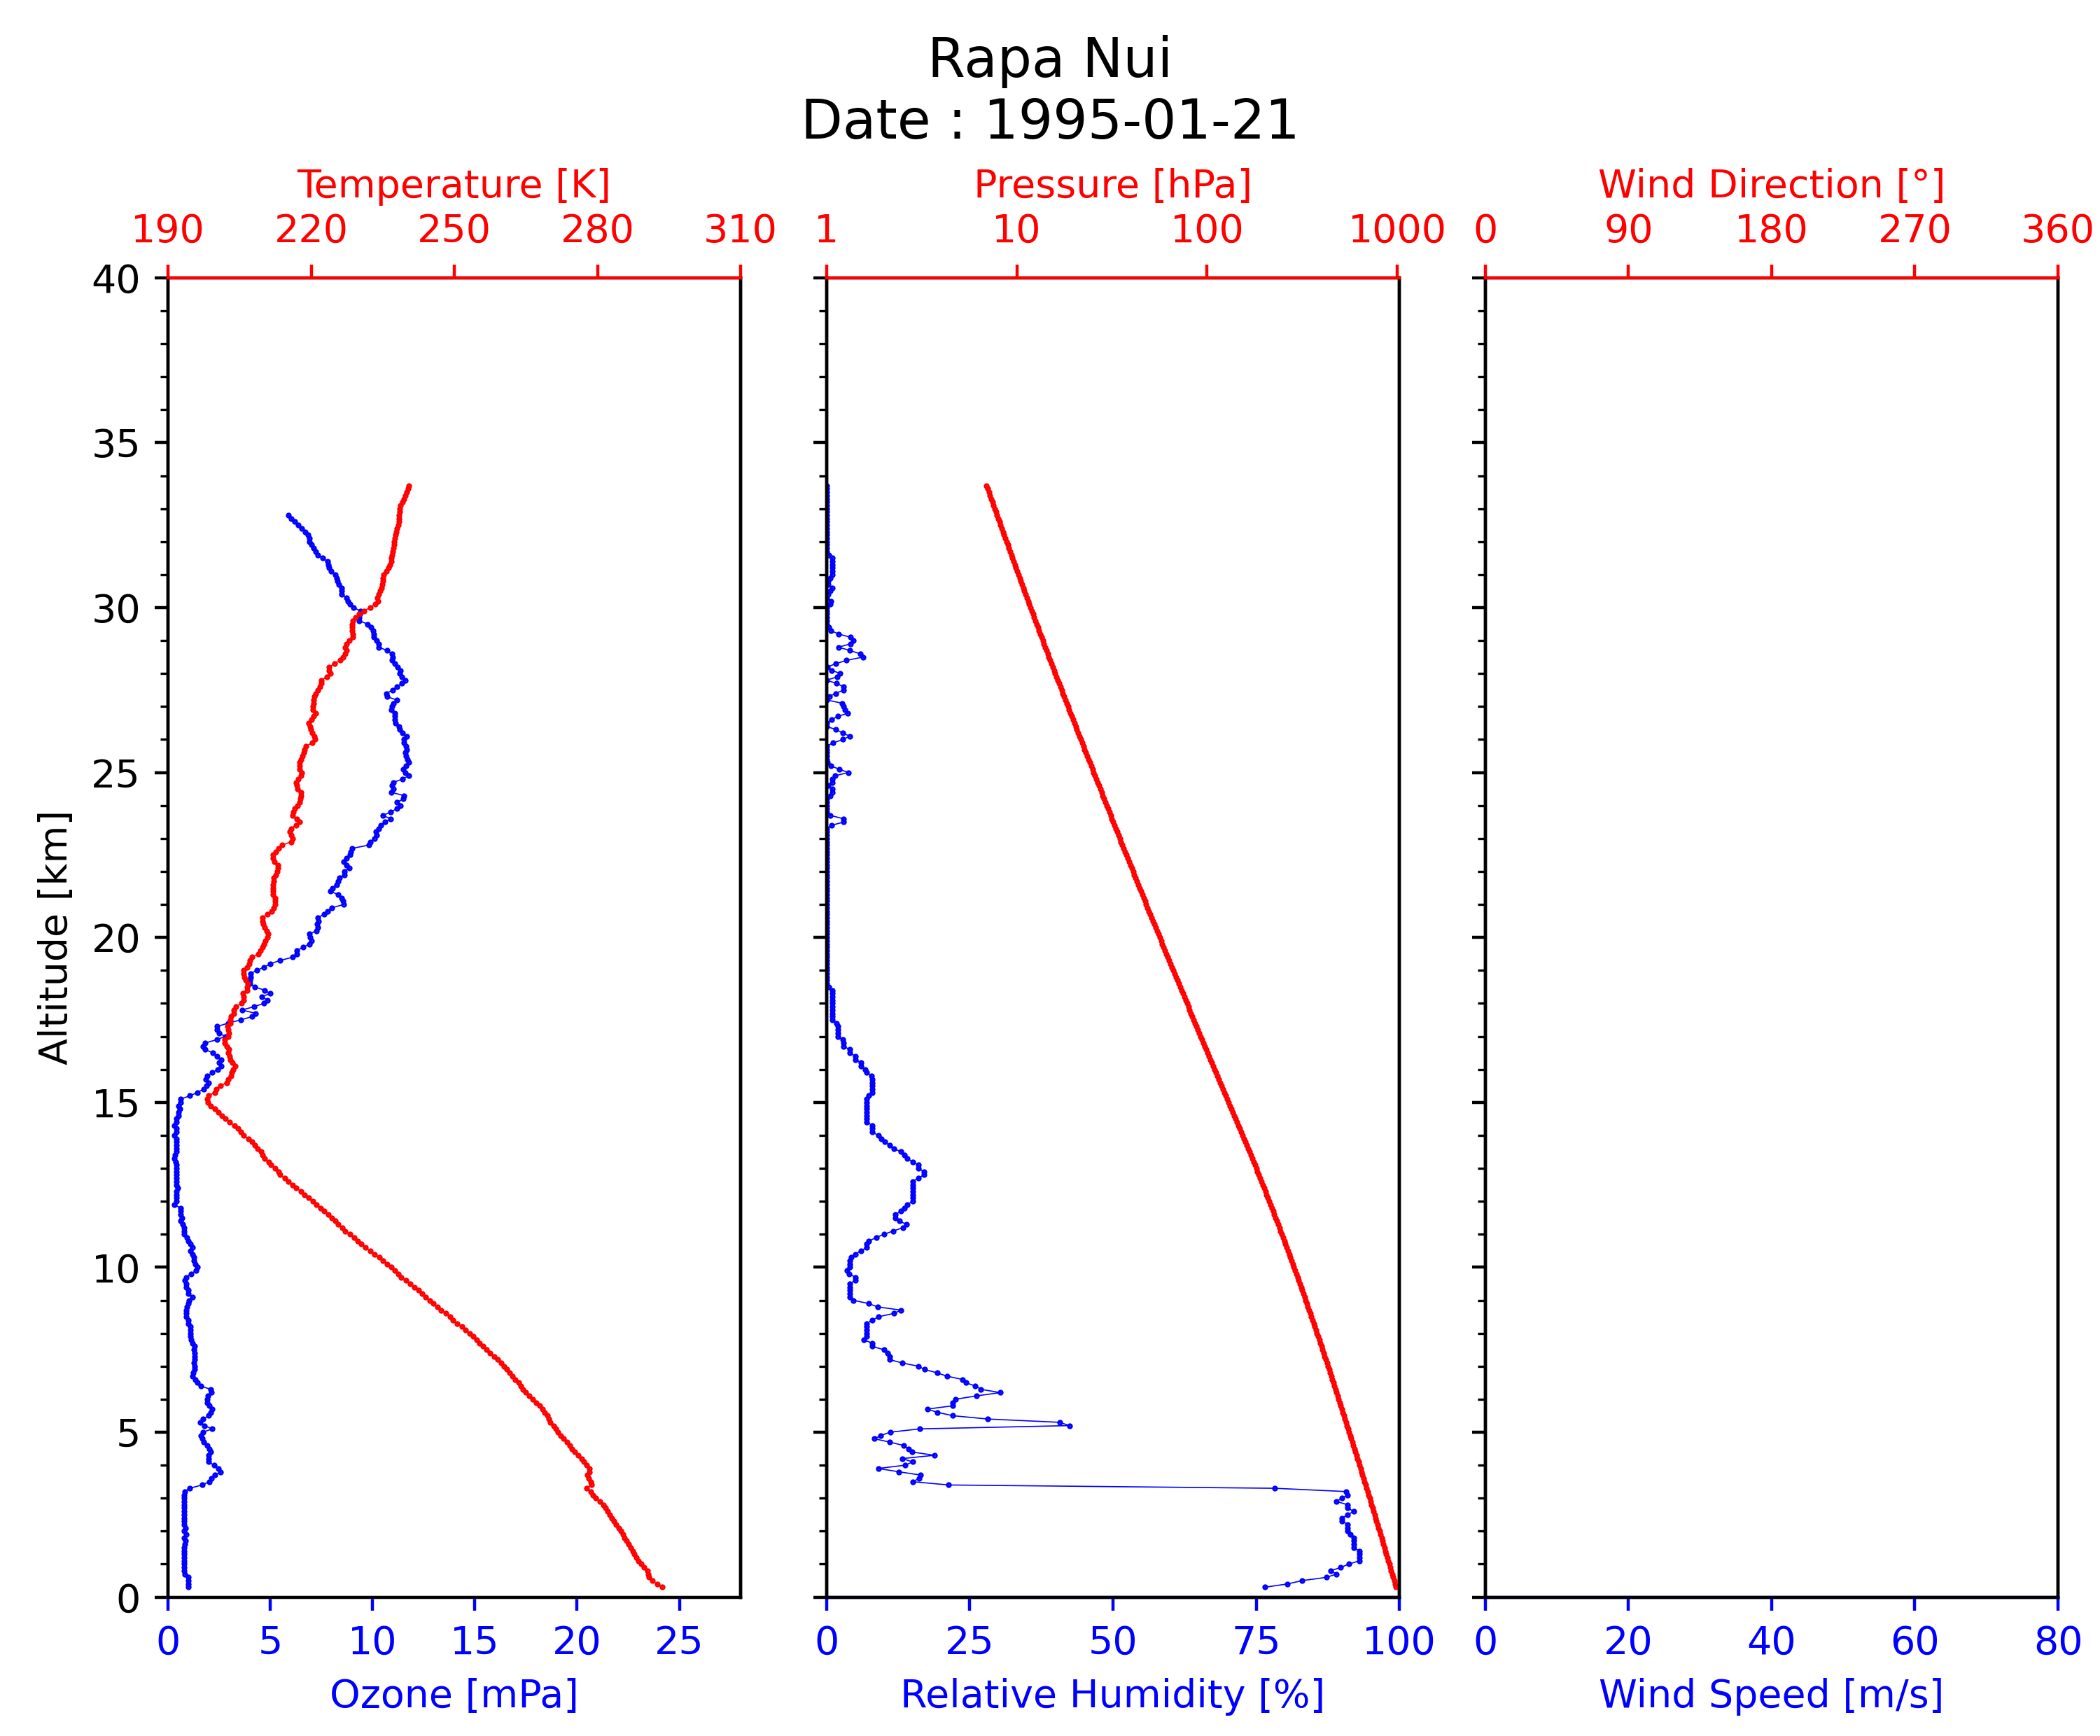 Rapa Nui
Date : 1995-01-21
Temperature [K]
190 220 250 280 310
Pressure [hPa]
1 10 100 1000
Wind Direction [°]
0 90 180 270 360
Altitude [km]
40
35
30
25
20
15
10
5
0
0 5 10 15 20 25
Ozone [mPa]
0 25 50 75 100
Relative Humidity [%]
0 20 40 60 80
Wind Speed [m/s]